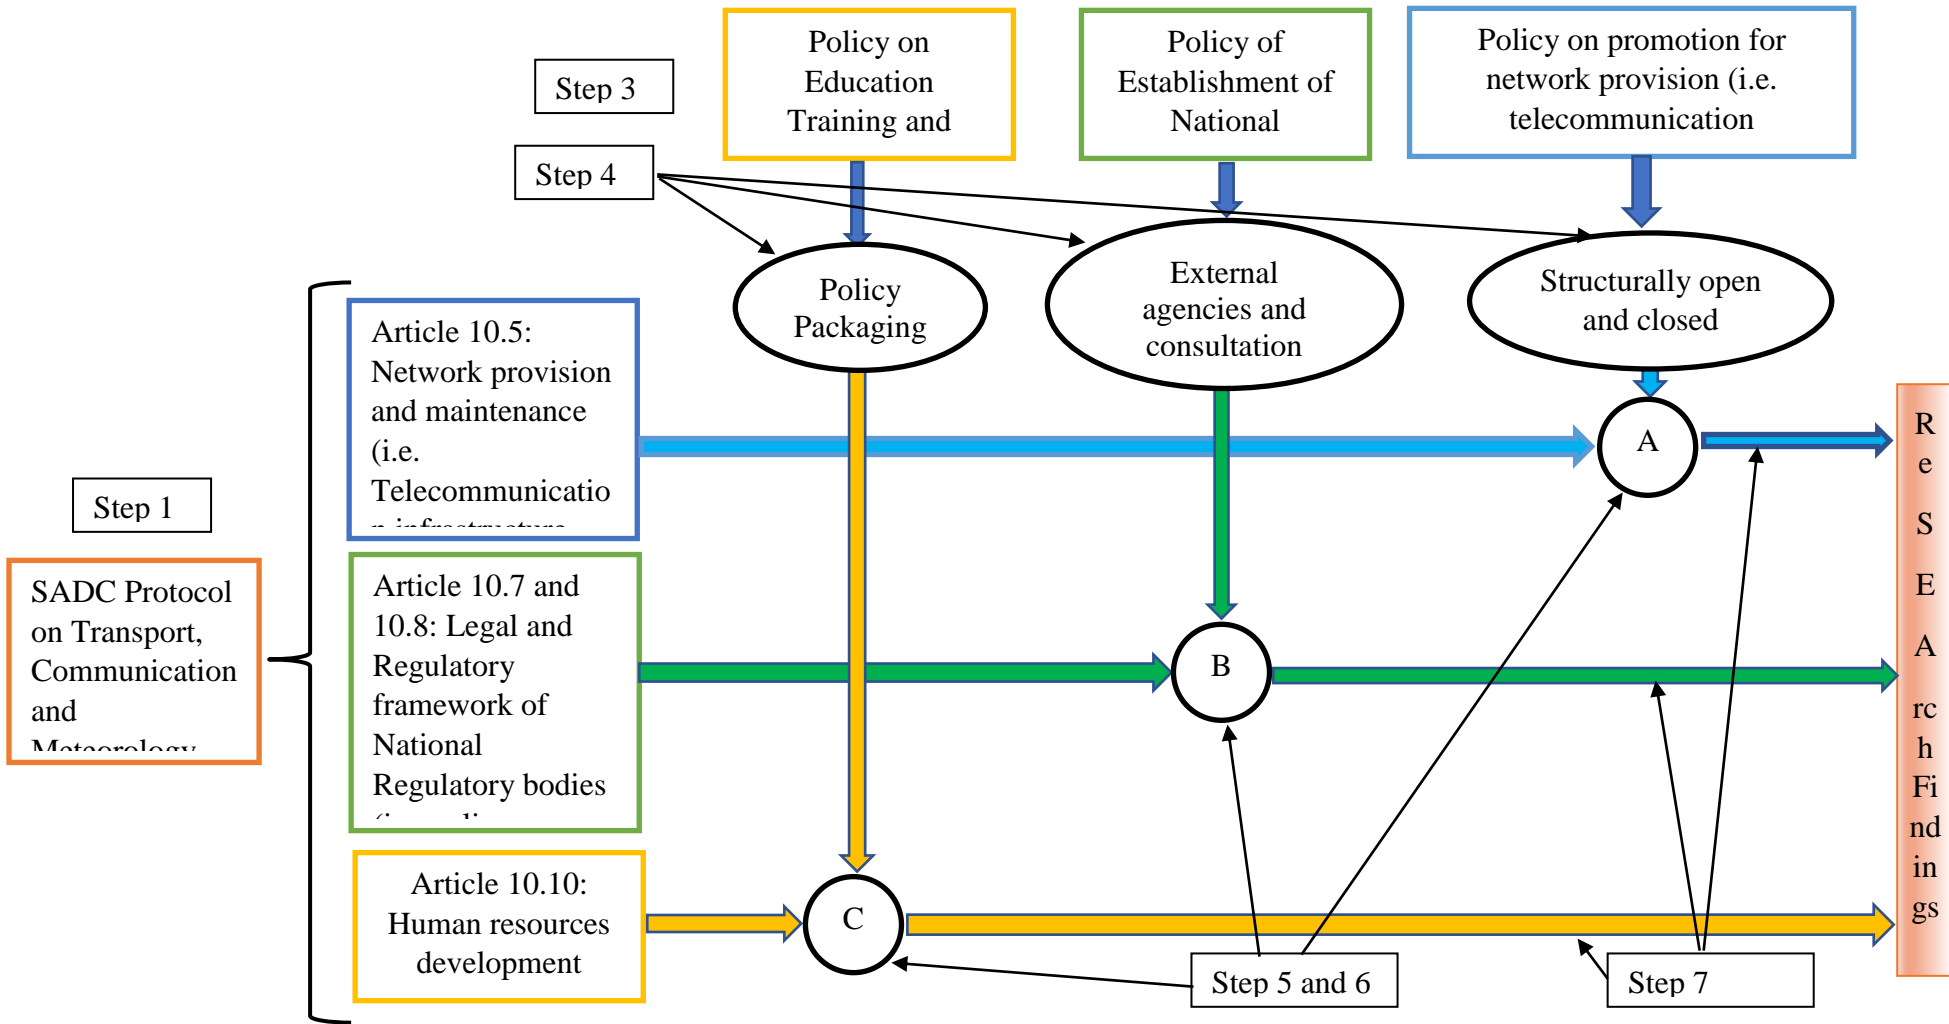 Policy on
Education
Training and
Policy of
Establishment of
National
Policy on promotion for
network provision (i.e.
telecommunication
Step 3
Step 4
Policy
Packaging
External
agencies and
consultation
Structurally open
and closed
Article 10.5:
Network provision
and maintenance
(i.e.
Telecommunicatio
n infrastructure
A
Step 1
SADC Protocol
on Transport,
Communication
and
Meteorology
Article 10.7 and
10.8: Legal and
Regulatory
framework of
National
Regulatory bodies
B
Article 10.10:
Human resources
development
C
Step 5 and 6
Step 7
R
e
S
E
A
rc
h
Fi
nd
in
gs